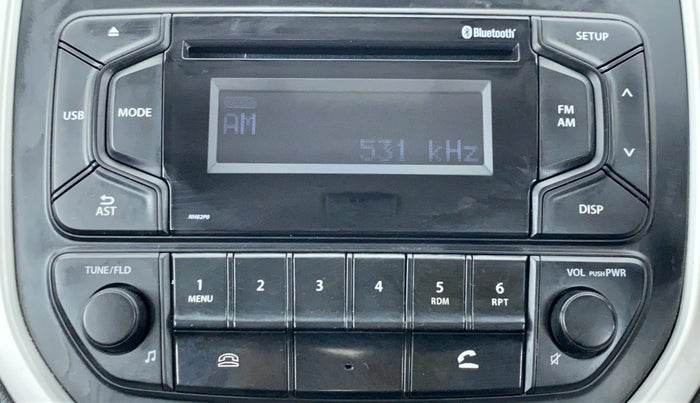 Bluetooth®
SETUP
USB
MODE
FM
AM
AM
531 kHz
AST
DISP
TUNE/FLD
1
MENU
2
3
4
5
RDM
6
RPT
VOL PUSH PWR